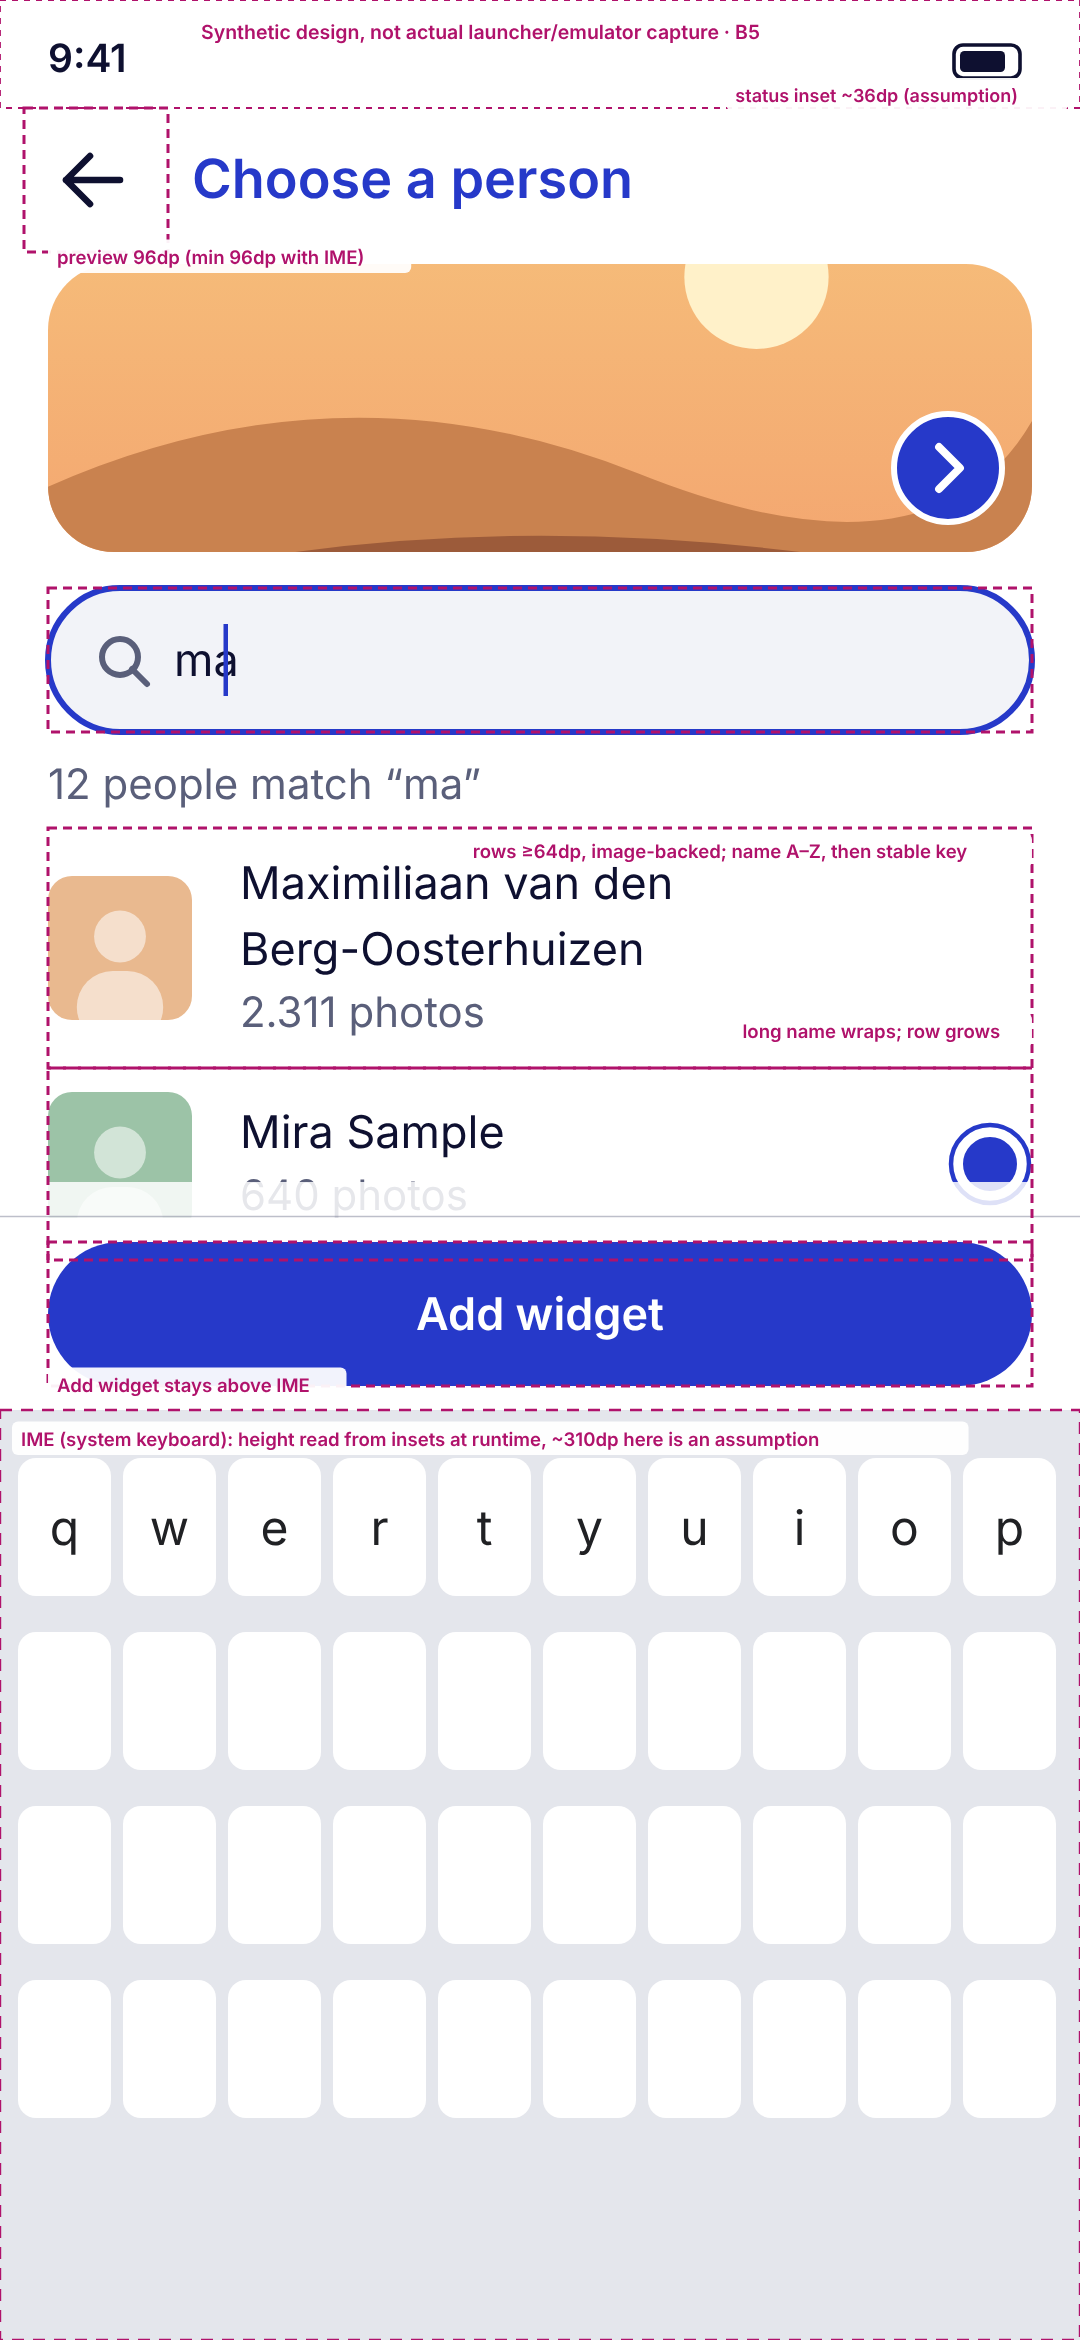 Synthetic design, not actual launcher/emulator capture · B5
9:41
status inset ~36dp (assumption)
Choose a person
preview 96dp (min 96dp with IME)
ma
12 people match “ma”
rows ≥64dp, image-backed; name A–Z, then stable key
Maximiliaan van den
Berg-Oosterhuizen
2.311 photos
long name wraps; row grows
Mira Sample
640 photos
Add widget
Add widget stays above IME
IME (system keyboard): height read from insets at runtime, ~310dp here is an assumption
q w e r t y u i o p